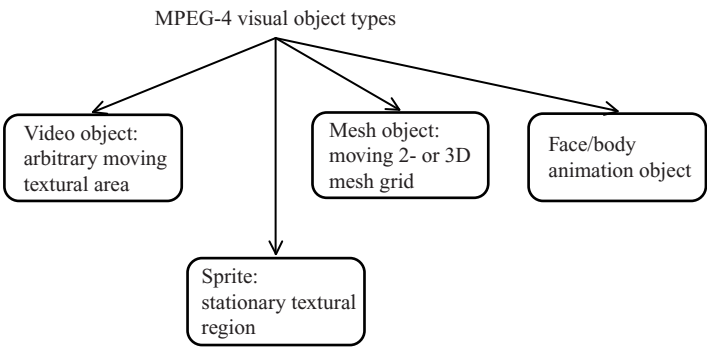 MPEG-4 visual object types
Video object:
arbitrary moving
textural area
Mesh object:
moving 2- or 3D
mesh grid
Face/body
animation object
Sprite:
stationary textural
region